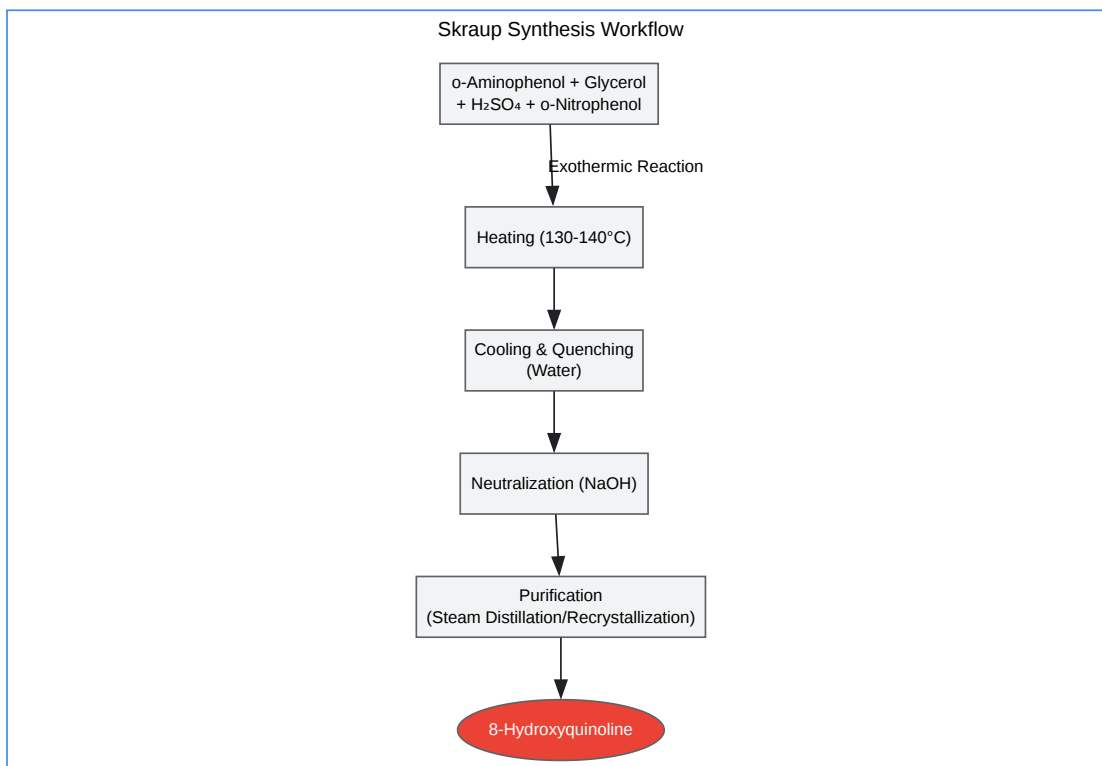 Skraup Synthesis Workflow
o-Aminophenol + Glycerol
+ H₂SO₄ + o-Nitrophenol
Exothermic Reaction
Heating (130-140°C)
Cooling & Quenching
(Water)
Neutralization (NaOH)
Purification
(Steam Distillation/Recrystallization)
8-Hydroxyquinoline